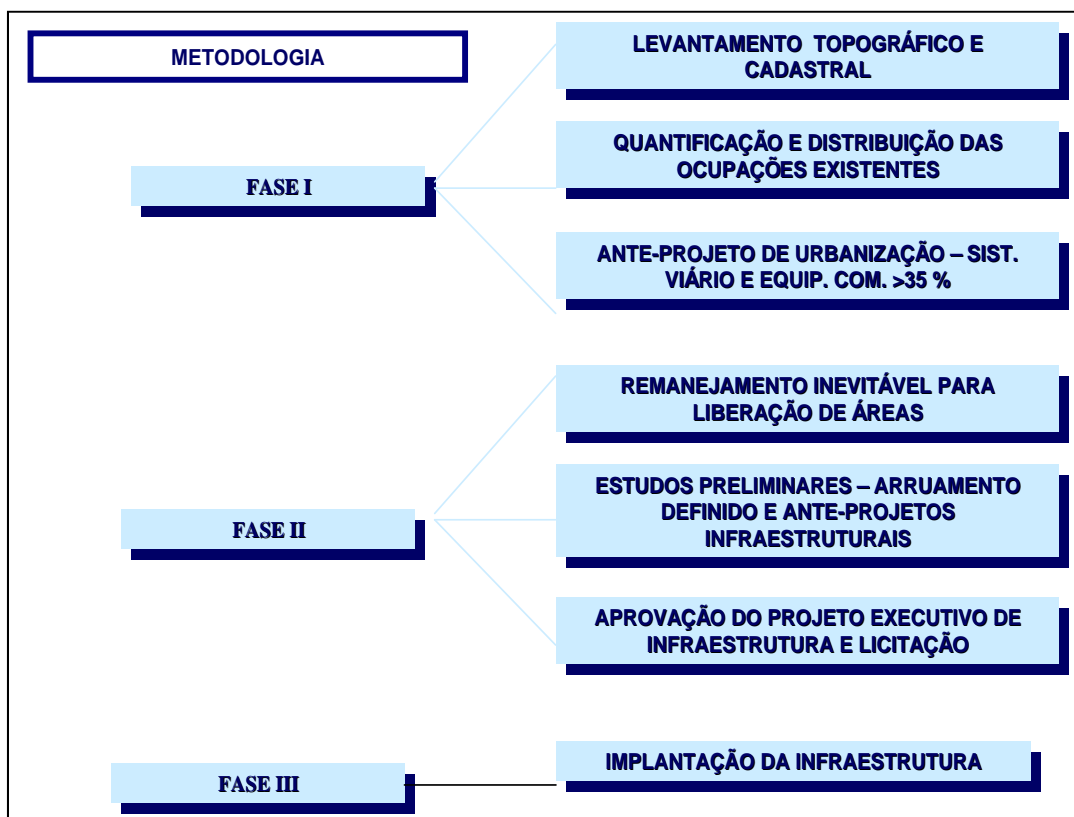 METODOLOGIA
FASE I
LEVANTAMENTO TOPOGRÁFICO E
CADASTRAL
QUANTIFICAÇÃO E DISTRIBUIÇÃO DAS
OCUPAÇÕES EXISTENTES
ANTE-PROJETO DE URBANIZAÇÃO – SIST.
VIÁRIO E EQUIP. COM. >35 %
FASE II
REMANEJAMENTO INEVITÁVEL PARA
LIBERAÇÃO DE ÁREAS
ESTUDOS PRELIMINARES – ARRUAMENTO
DEFINIDO E ANTE-PROJETOS
INFRAESTRUTURAIS
APROVAÇÃO DO PROJETO EXECUTIVO DE
INFRAESTRUTURA E LICITAÇÃO
FASE III
IMPLANTAÇÃO DA INFRAESTRUTURA